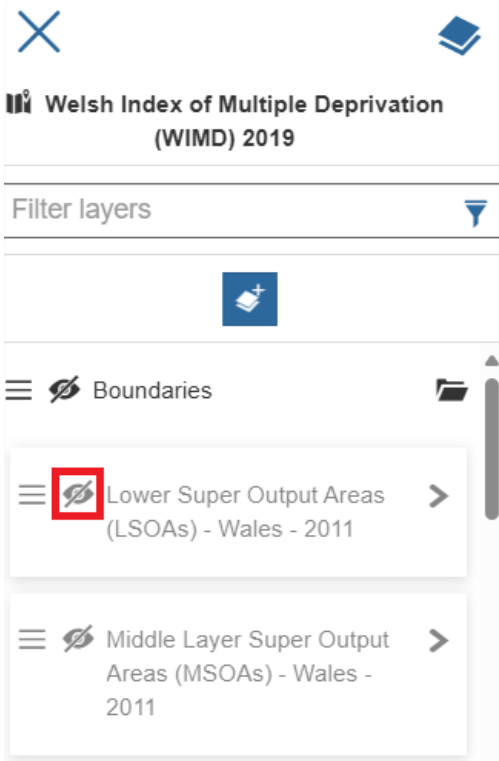 Welsh Index of Multiple Deprivation
(WIMD) 2019
Filter layers
Boundaries
Lower Super Output Areas
(LSOAs) - Wales - 2011
Middle Layer Super Output
Areas (MSOAs) - Wales -
2011